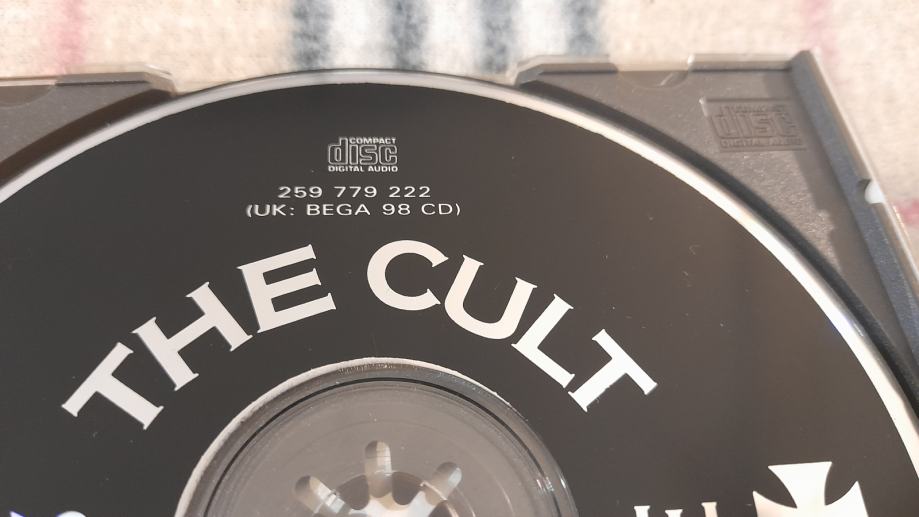 COMPACT
disc
DIGITAL AUDIO
259 779 222
(UK: BEGA 98 CD)
THE CULT
COMPACT
disc
DIGITAL AUDIO